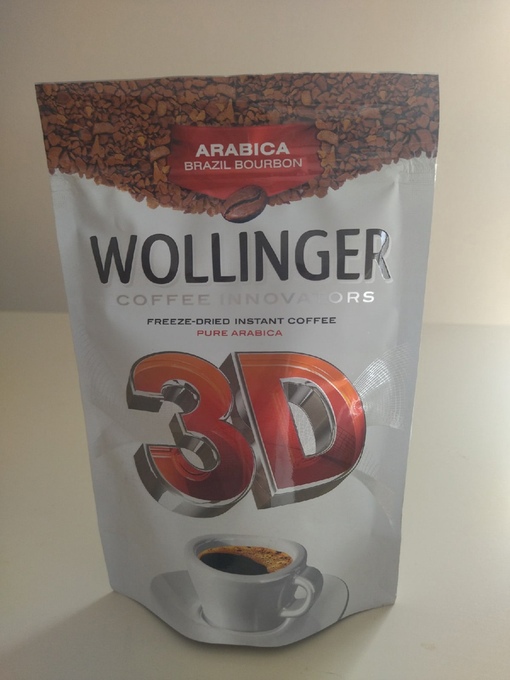 ARABICA
BRAZIL BOURBON
WOLLINGER
COFFEE INNOVATORS
FREEZE-DRIED INSTANT COFFEE
PURE ARABICA
3D